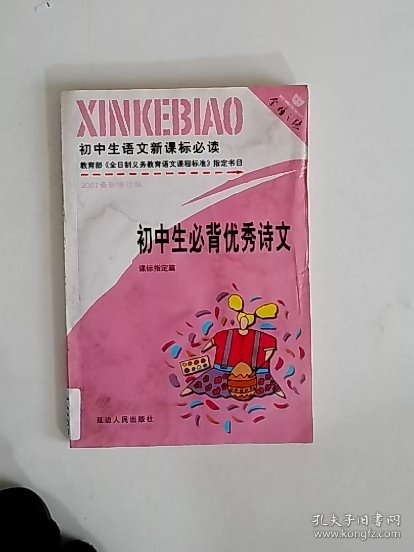 XINKEBIAO
初中生语文新课标必读
教育部《全日制义务教育语文课程标准》指定书目
2007最新修订版
初中生必背优秀诗文
课标指定篇
延边人民出版社
孔夫子旧书网
kongfz.com